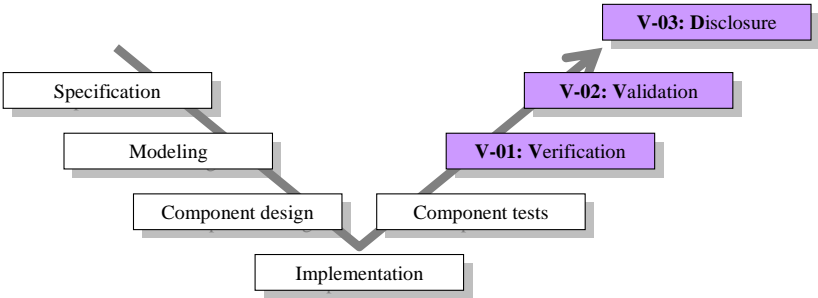 V-03: Disclosure
Specification
V-02: Validation
Modeling
V-01: Verification
Component design
Component tests
Implementation